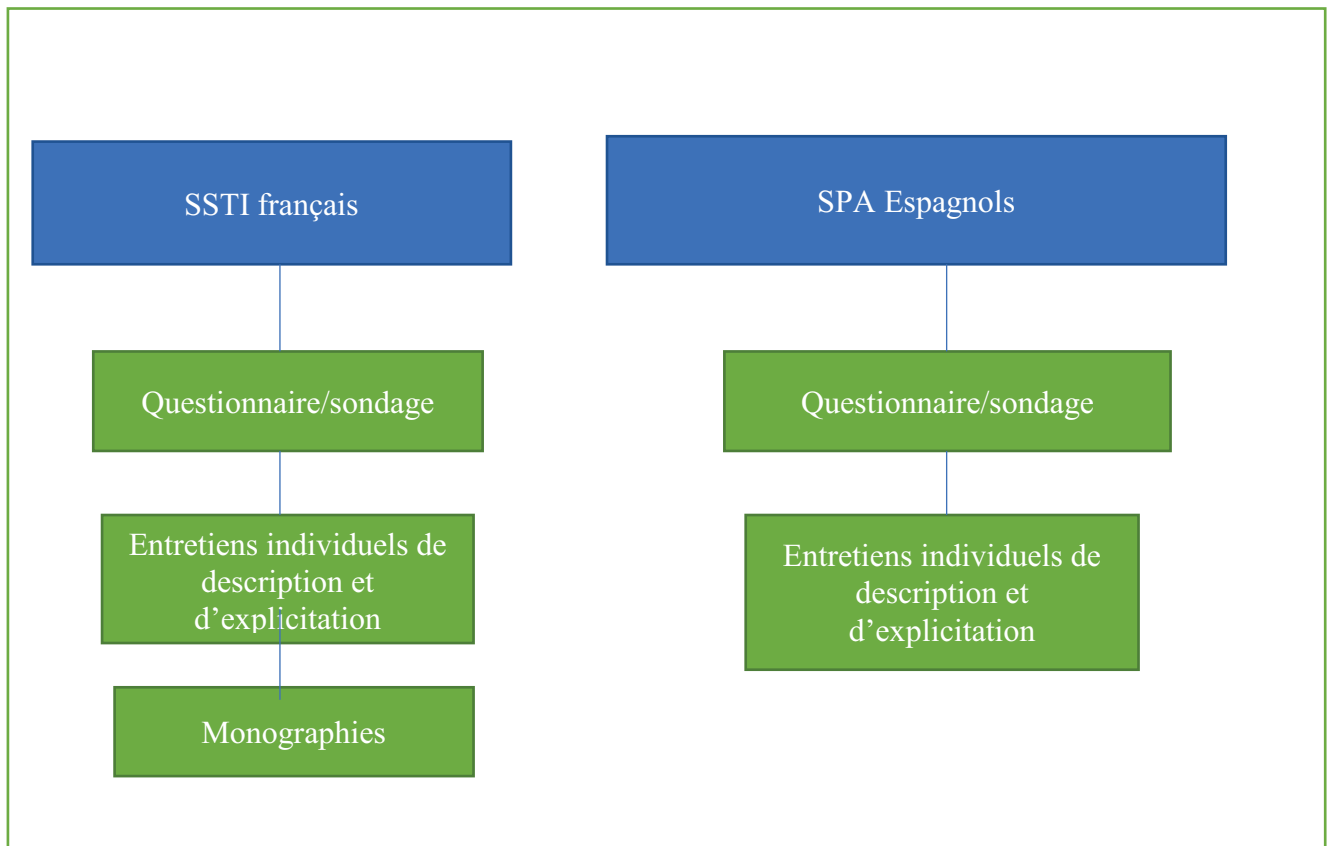 SSTI français
Questionnaire/sondage
Entretiens individuels de
description et
d’explicitation
Monographies
SPA Espagnols
Questionnaire/sondage
Entretiens individuels de
description et
d’explicitation